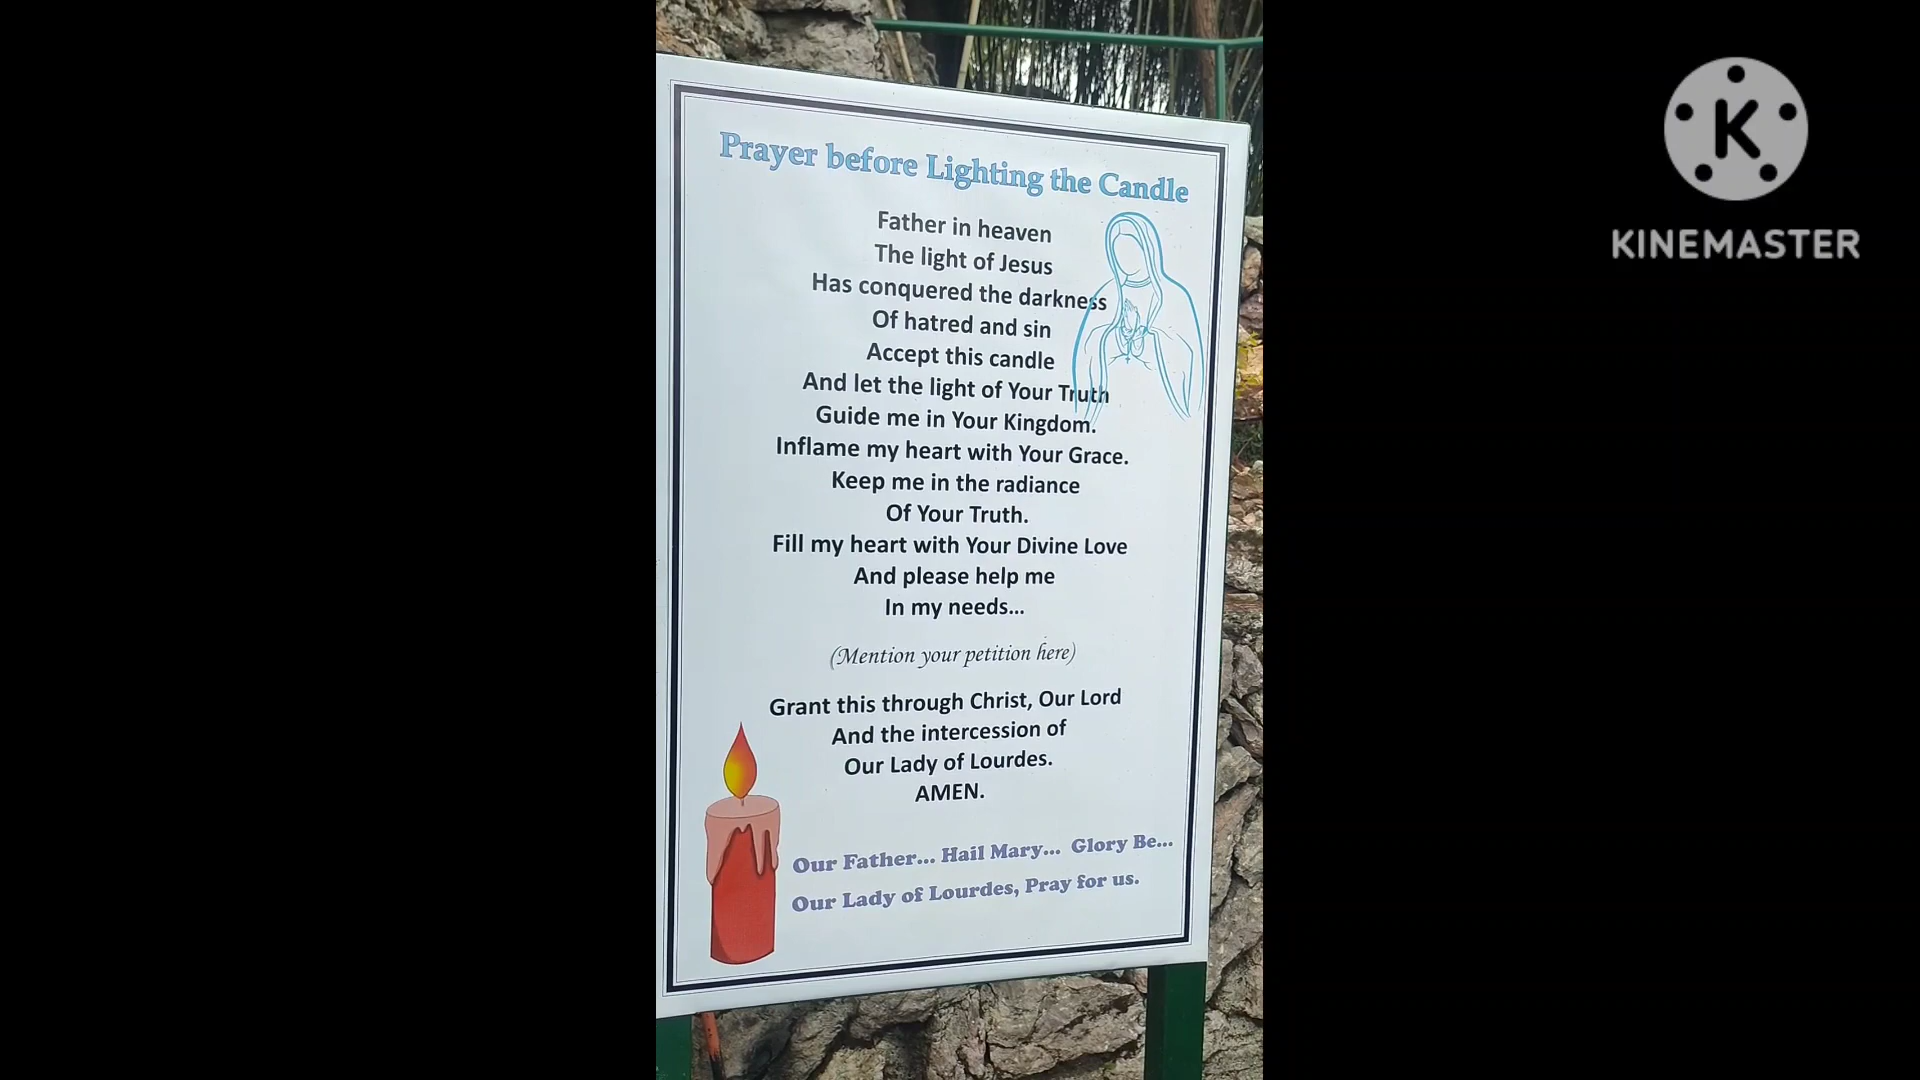 Prayer before Lighting the Candle
Father in heaven
The light of Jesus
Has conquered the darkness
Of hatred and sin
Accept this candle
And let the light of Your Truth
Guide me in Your Kingdom.
Inflame my heart with Your Grace.
Keep me in the radiance
Of Your Truth.
Fill my heart with Your Divine Love
And please help me
In my needs...
(Mention your petition here)
Grant this through Christ, Our Lord
And the intercession of
Our Lady of Lourdes.
AMEN.
Our Father... Hail Mary... Glory Be...
Our Lady of Lourdes, Pray for us.
K
KINEMASTER